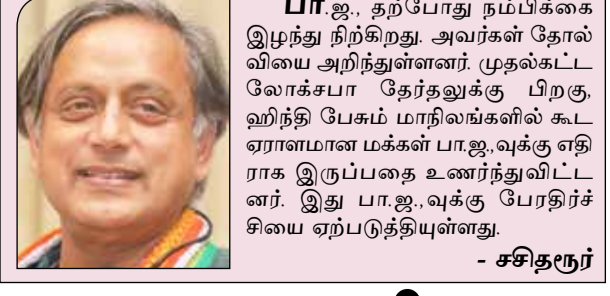 பா.ஜ., தற்போது நம்பிக்கை
இழந்து நிற்கிறது. அவர்கள் தோல்
வியை அறிந்துள்ளனர். முதல்கட்ட
லோக்சபா தேர்தலுக்கு பிறகு,
ஹிந்தி பேசும் மாநிலங்களில் கூட
ஏராளமான மக்கள் பா.ஜ.,வுக்கு எதி
ராக இருப்பதை உணர்ந்துவிட்ட
னர். இது பா.ஜ.,வுக்கு பேரதிர்ச்
சியை ஏற்படுத்தியுள்ளது.
- சசிதரூர்